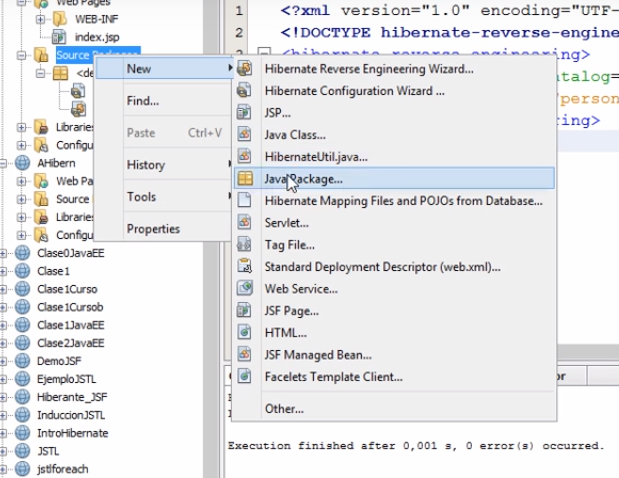 Web Pages
WEB-INF
index.jsp
Source Packages
<de
Libraries
Configu
AHibern
Web Pa
Source
Libraries
Configu
Clase0JavaEE
Clase1
Clase1Curso
Clase1Cursob
Clase1JavaEE
Clase2JavaEE
DemoJSF
EjemploJSTL
Hiberante_JSF
InduccionJSTL
IntroHibernate
JSTL
jstlforeach
New
Find...
Paste Ctrl+V
History
Tools
Properties
Hibernate Reverse Engineering Wizard...
Hibernate Configuration Wizard ...
JSP...
Java Class...
HibernateUtil.java...
Java Package...
Hibernate Mapping Files and POJOs from Database...
Servlet...
Tag File...
Standard Deployment Descriptor (web.xml)...
Web Service...
JSF Page...
HTML...
JSF Managed Bean...
Facelets Template Client...
Other...
1 <?xml version="1.0" encoding="UTF-
2 <!DOCTYPE hibernate-reverse-engine
<hibernate-reverse-engineering>
atalog=
"person
ing>
or
Execution finished after 0,001 s, 0 error(s) occurred.